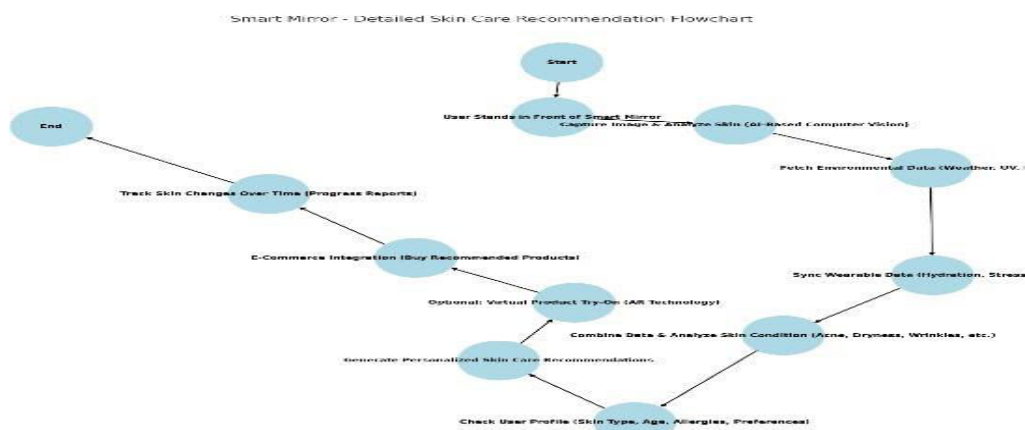 Smart Mirror - Detailed Skin Care Recommendation Flowchart
Start
User Stands in Front of Smart Mirror
Capture Image & Analyze Skin (AI-Based Computer Vision)
Fetch Environmental Data (Weather, UV,
Sync Wearable Data (Hydration, Stress
Combine Data & Analyze Skin Condition (Acne, Dryness, Wrinkles, etc.)
Check User Profile (Skin Type, Age, Allergies, Preferences)
Generate Personalized Skin Care Recommendations
Optional: Virtual Product Try-On (AR Technology)
E-Commerce Integration (Buy Recommended Products)
Track Skin Changes Over Time (Progress Reports)
End